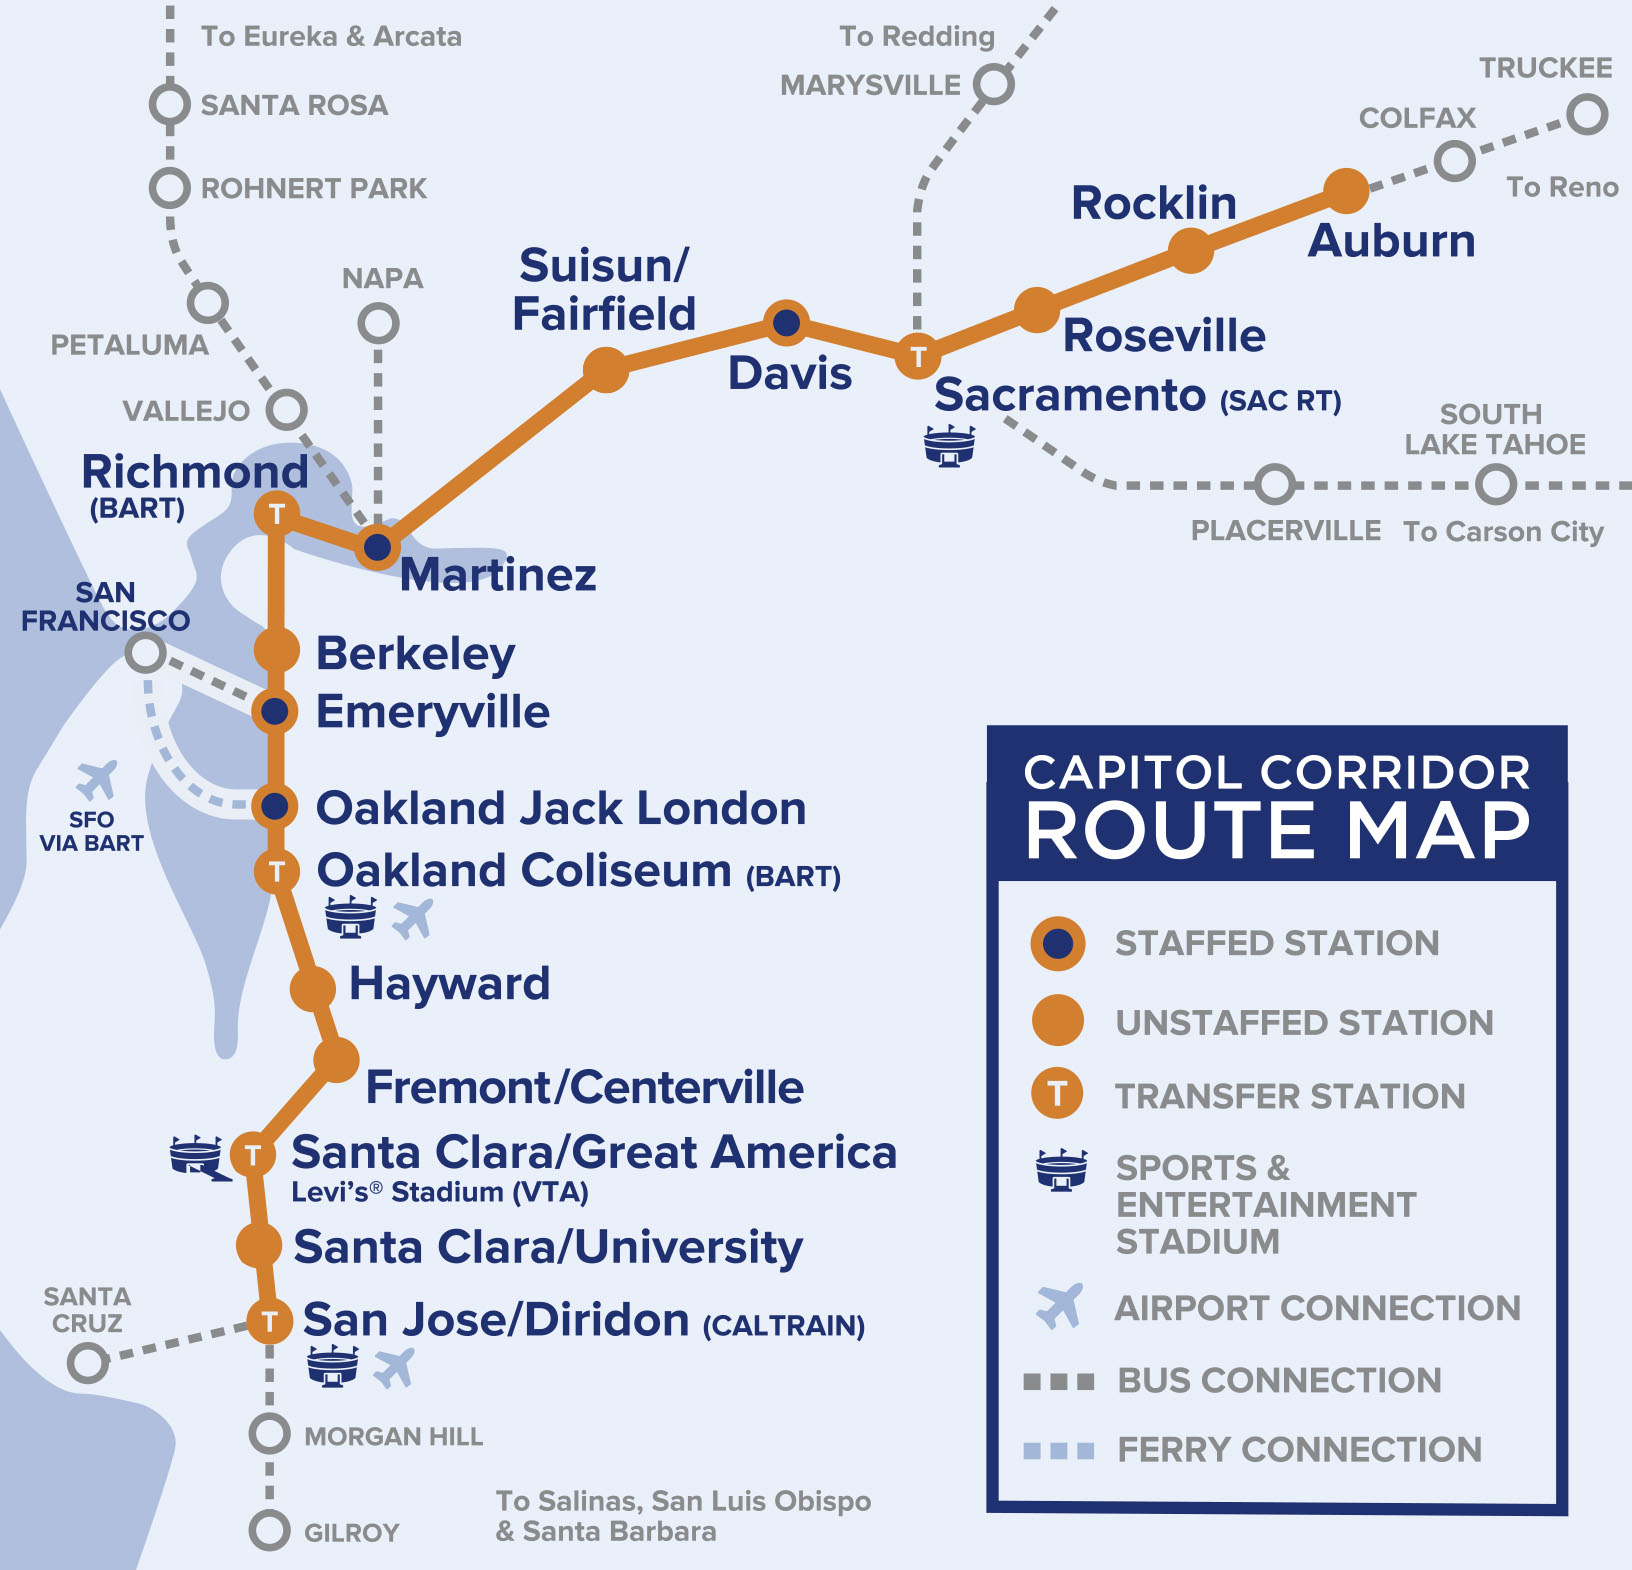 To Eureka & Arcata
To Redding
SANTA ROSA
MARYSVILLE
TRUCKEE
COLFAX
ROHNERT PARK
To Reno
Rocklin
Auburn
Suisun/
Fairfield
NAPA
PETALUMA
Roseville
Davis
T
Sacramento (SAC RT)
VALLEJO
SOUTH
LAKE TAHOE
Richmond
(BART)
T
PLACERVILLE
To Carson City
Martinez
SAN
FRANCISCO
Berkeley
Emeryville
SFO
VIA BART
Oakland Jack London
T
Oakland Coliseum (BART)
Hayward
Fremont/Centerville
T
Santa Clara/Great America
Levi's® Stadium (VTA)
Santa Clara/University
SANTA
CRUZ
T
San Jose/Diridon (CALTRAIN)
MORGAN HILL
GILROY
To Salinas, San Luis Obispo
& Santa Barbara
CAPITOL CORRIDOR
ROUTE MAP
STAFFED STATION
UNSTAFFED STATION
T
TRANSFER STATION
SPORTS &
ENTERTAINMENT
STADIUM
AIRPORT CONNECTION
BUS CONNECTION
FERRY CONNECTION